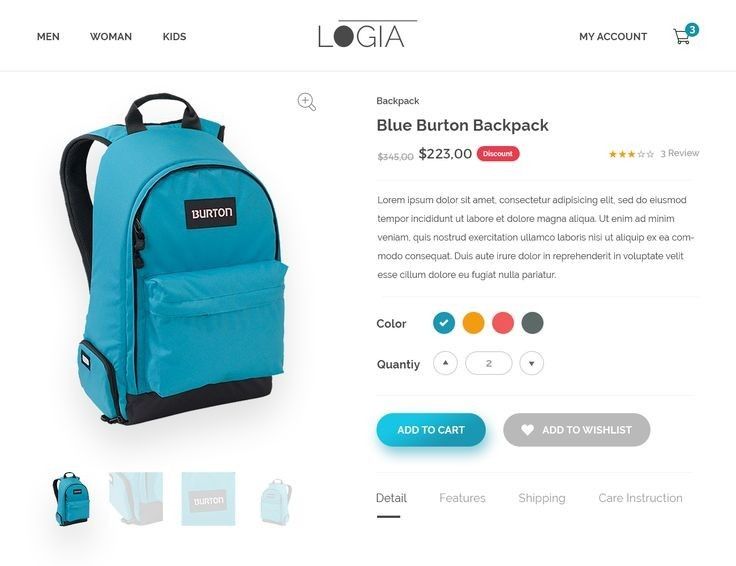 MEN WOMAN KIDS LOGIA MY ACCOUNT 3
Backpack
Blue Burton Backpack
$345,00 $223,00 Discount 3 Review
Lorem ipsum dolor sit amet, consectetur adipisicing elit, sed do eiusmod
tempor incididunt ut labore et dolore magna aliqua. Ut enim ad minim
veniam, quis nostrud exercitation ullamco laboris nisi ut aliquip ex ea com-
modo consequat. Duis aute irure dolor in reprehenderit in voluptate velit
esse cillum dolore eu fugiat nulla pariatur.
Color
Quantiy 2
ADD TO CART ADD TO WISHLIST
Detail Features Shipping Care Instruction
BURTON
BURTON